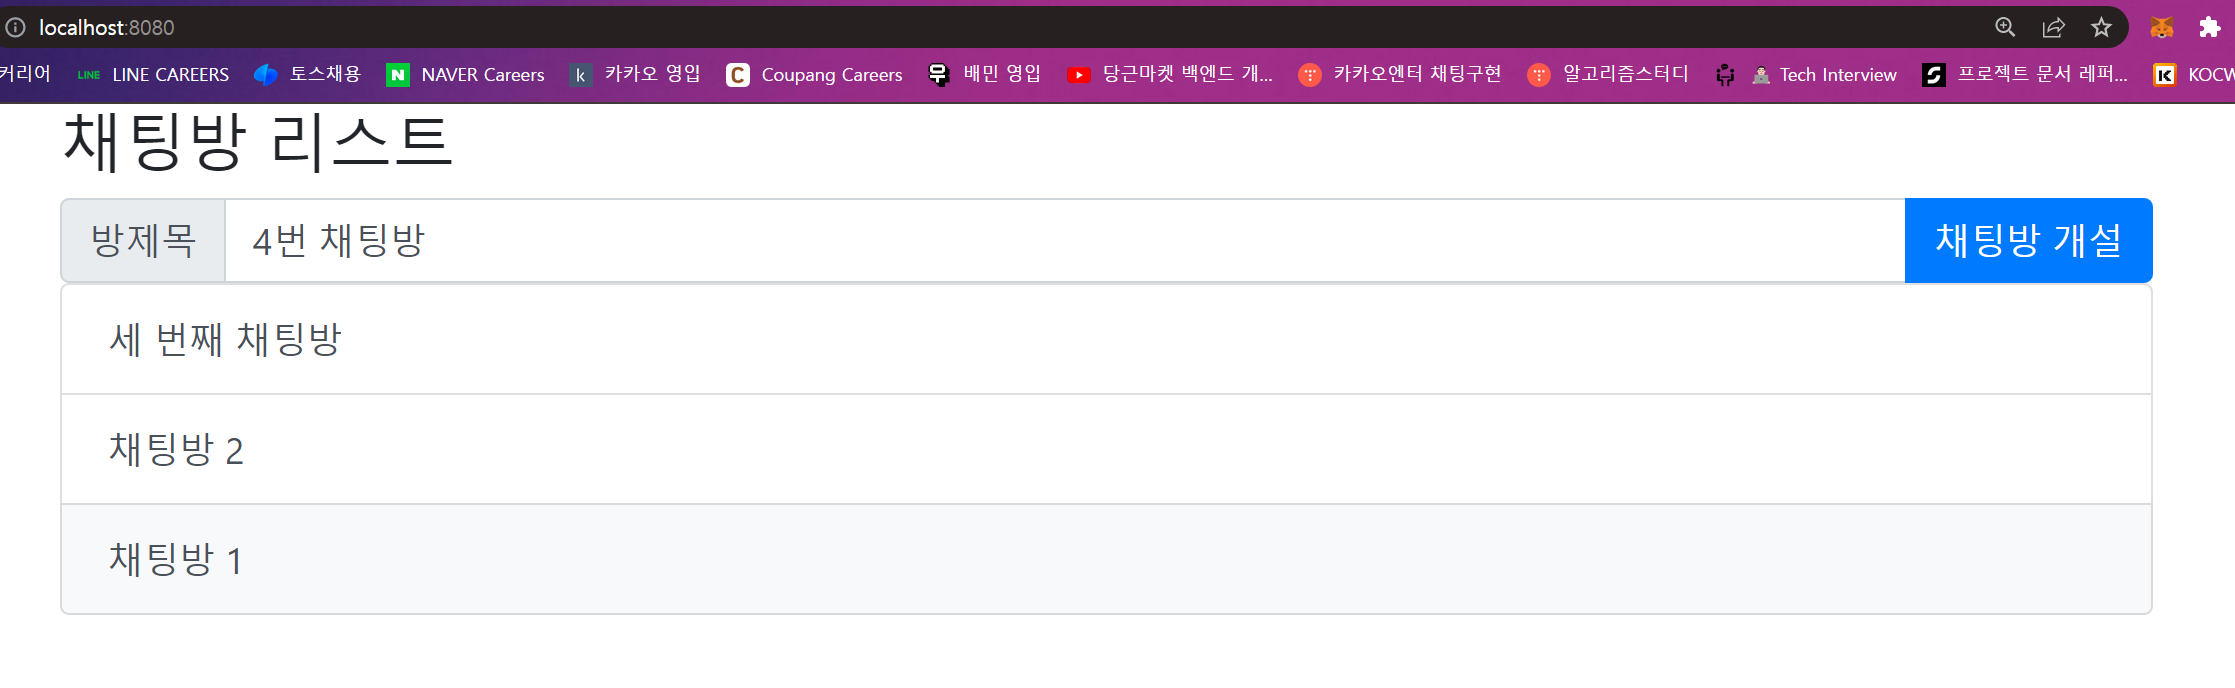 localhost:8080
커리어 LINE LINE CAREERS 토스채용 N NAVER Careers k 카카오 영입 C Coupang Careers 배민 영입 당근마켓 백엔드 개... 카카오엔터 채팅구현 알고리즘스터디 Tech Interview 프로젝트 문서 레퍼... K KOCW
채팅방 리스트
방제목 4번 채팅방 채팅방 개설
세 번째 채팅방
채팅방 2
채팅방 1